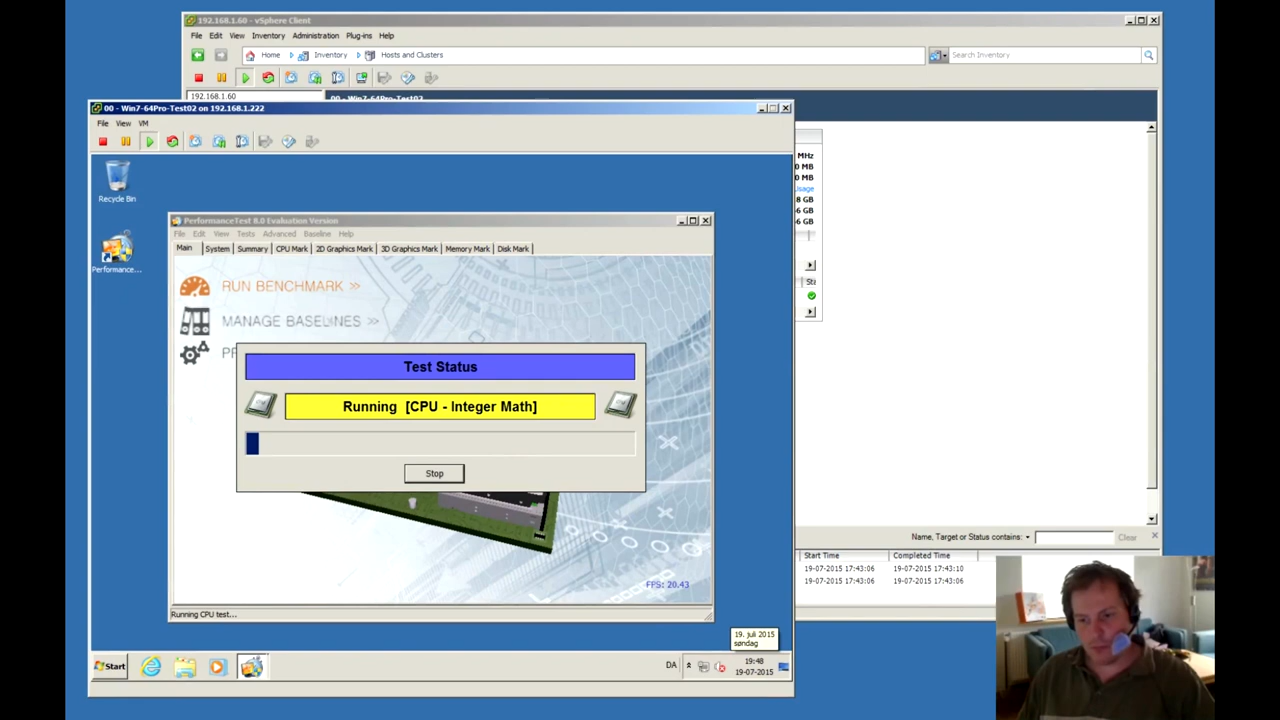 192.168.1.60 - vSphere Client
File Edit View Inventory Administration Plug-ins Help
Home Inventory Hosts and Clusters
Search Inventory
192.168.1.60
00 - Win7-64Pro-Test02
00 - Win7-64Pro-Test02 on 192.168.1.222
File View VM
MHz
0 MB
0 MB
Usage
8 GB
6 GB
6 GB
Sta
Recycle Bin
Performance...
PerformanceTest 8.0 Evaluation Version
File Edit View Tests Advanced Baseline Help
Main System Summary CPU Mark 2D Graphics Mark 3D Graphics Mark Memory Mark Disk Mark
RUN BENCHMARK >>
MANAGE BASELINES >>
Test Status
Running [CPU - Integer Math]
Stop
FPS: 20.43
Running CPU test...
Name, Target or Status contains:
Clear
Start Time Completed Time
19-07-2015 17:43:06 19-07-2015 17:43:10
19-07-2015 17:43:06 19-07-2015 17:43:06
19. juli 2015
søndag
Start
DA
19:48
19-07-2015